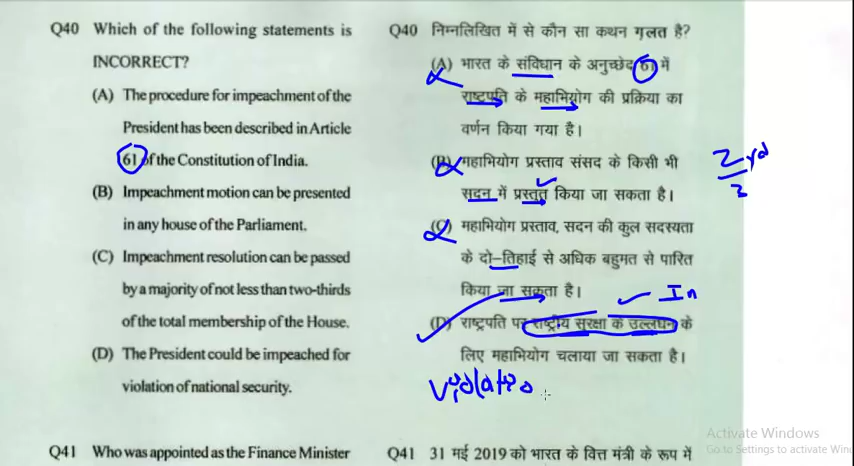 Q40 Which of the following statements is
INCORRECT?
(A) The procedure for impeachment of the
President has been described in Article
61 of the Constitution of India.
(B) Impeachment motion can be presented
in any house of the Parliament.
(C) Impeachment resolution can be passed
by a majority of not less than two-thirds
of the total membership of the House.
(D) The President could be impeached for
violation of national security.
Q41 Who was appointed as the Finance Minister
Q40 निम्नलिखित में से कौन सा कथन गलत है?
(A) भारत के संविधान के अनुच्छेद 61 में
राष्ट्रपति के महाभियोग की प्रक्रिया का
वर्णन किया गया है।
(B) महाभियोग प्रस्ताव संसद के किसी भी
सदन में प्रस्तुत किया जा सकता है।
(C) महाभियोग प्रस्ताव, सदन की कुल सदस्यता
के दो-तिहाई से अधिक बहुमत से पारित
किया जा सकता है।
(D) राष्ट्रपति पर राष्ट्रीय सुरक्षा के उल्लंघन के
लिए महाभियोग चलाया जा सकता है।
Q41 31 मई 2019 को भारत के वित्त मंत्री के रूप में
2
3
In
Activate Windows
Go to Settings to activate Win